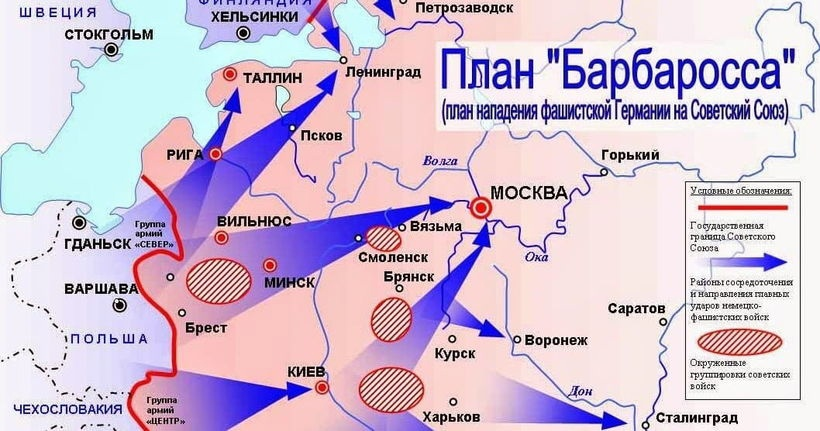 ШВЕЦИЯ
ФИНЛЯНДИЯ
Петрозаводск
ХЕЛЬСИНКИ
СТОКГОЛЬМ
Ленинград
ТАЛЛИН
План "Барбаросса"
(план нападения фашистской Германии на Советский Союз)
Псков
РИГА
Волга
Горький
МОСКВА
Условные обозначения:
Государственная
граница Советского
Союза
Районы сосредоточения
и направления главных
ударов немецко-
фашистских войск
Окруженные
группировки советских
войск
ВИЛЬНЮС
Вязьма
Группа
армий
«СЕВЕР»
ГДАНЬСК
Смоленск
Ока
МИНСК
Брянск
ВАРШАВА
Саратов
Брест
ПОЛЬША
Курск
Воронеж
КИЕВ
Дон
ЧЕХОСЛОВАКИЯ
Группа
армий
"ЦЕНТР"
Харьков
Сталинград